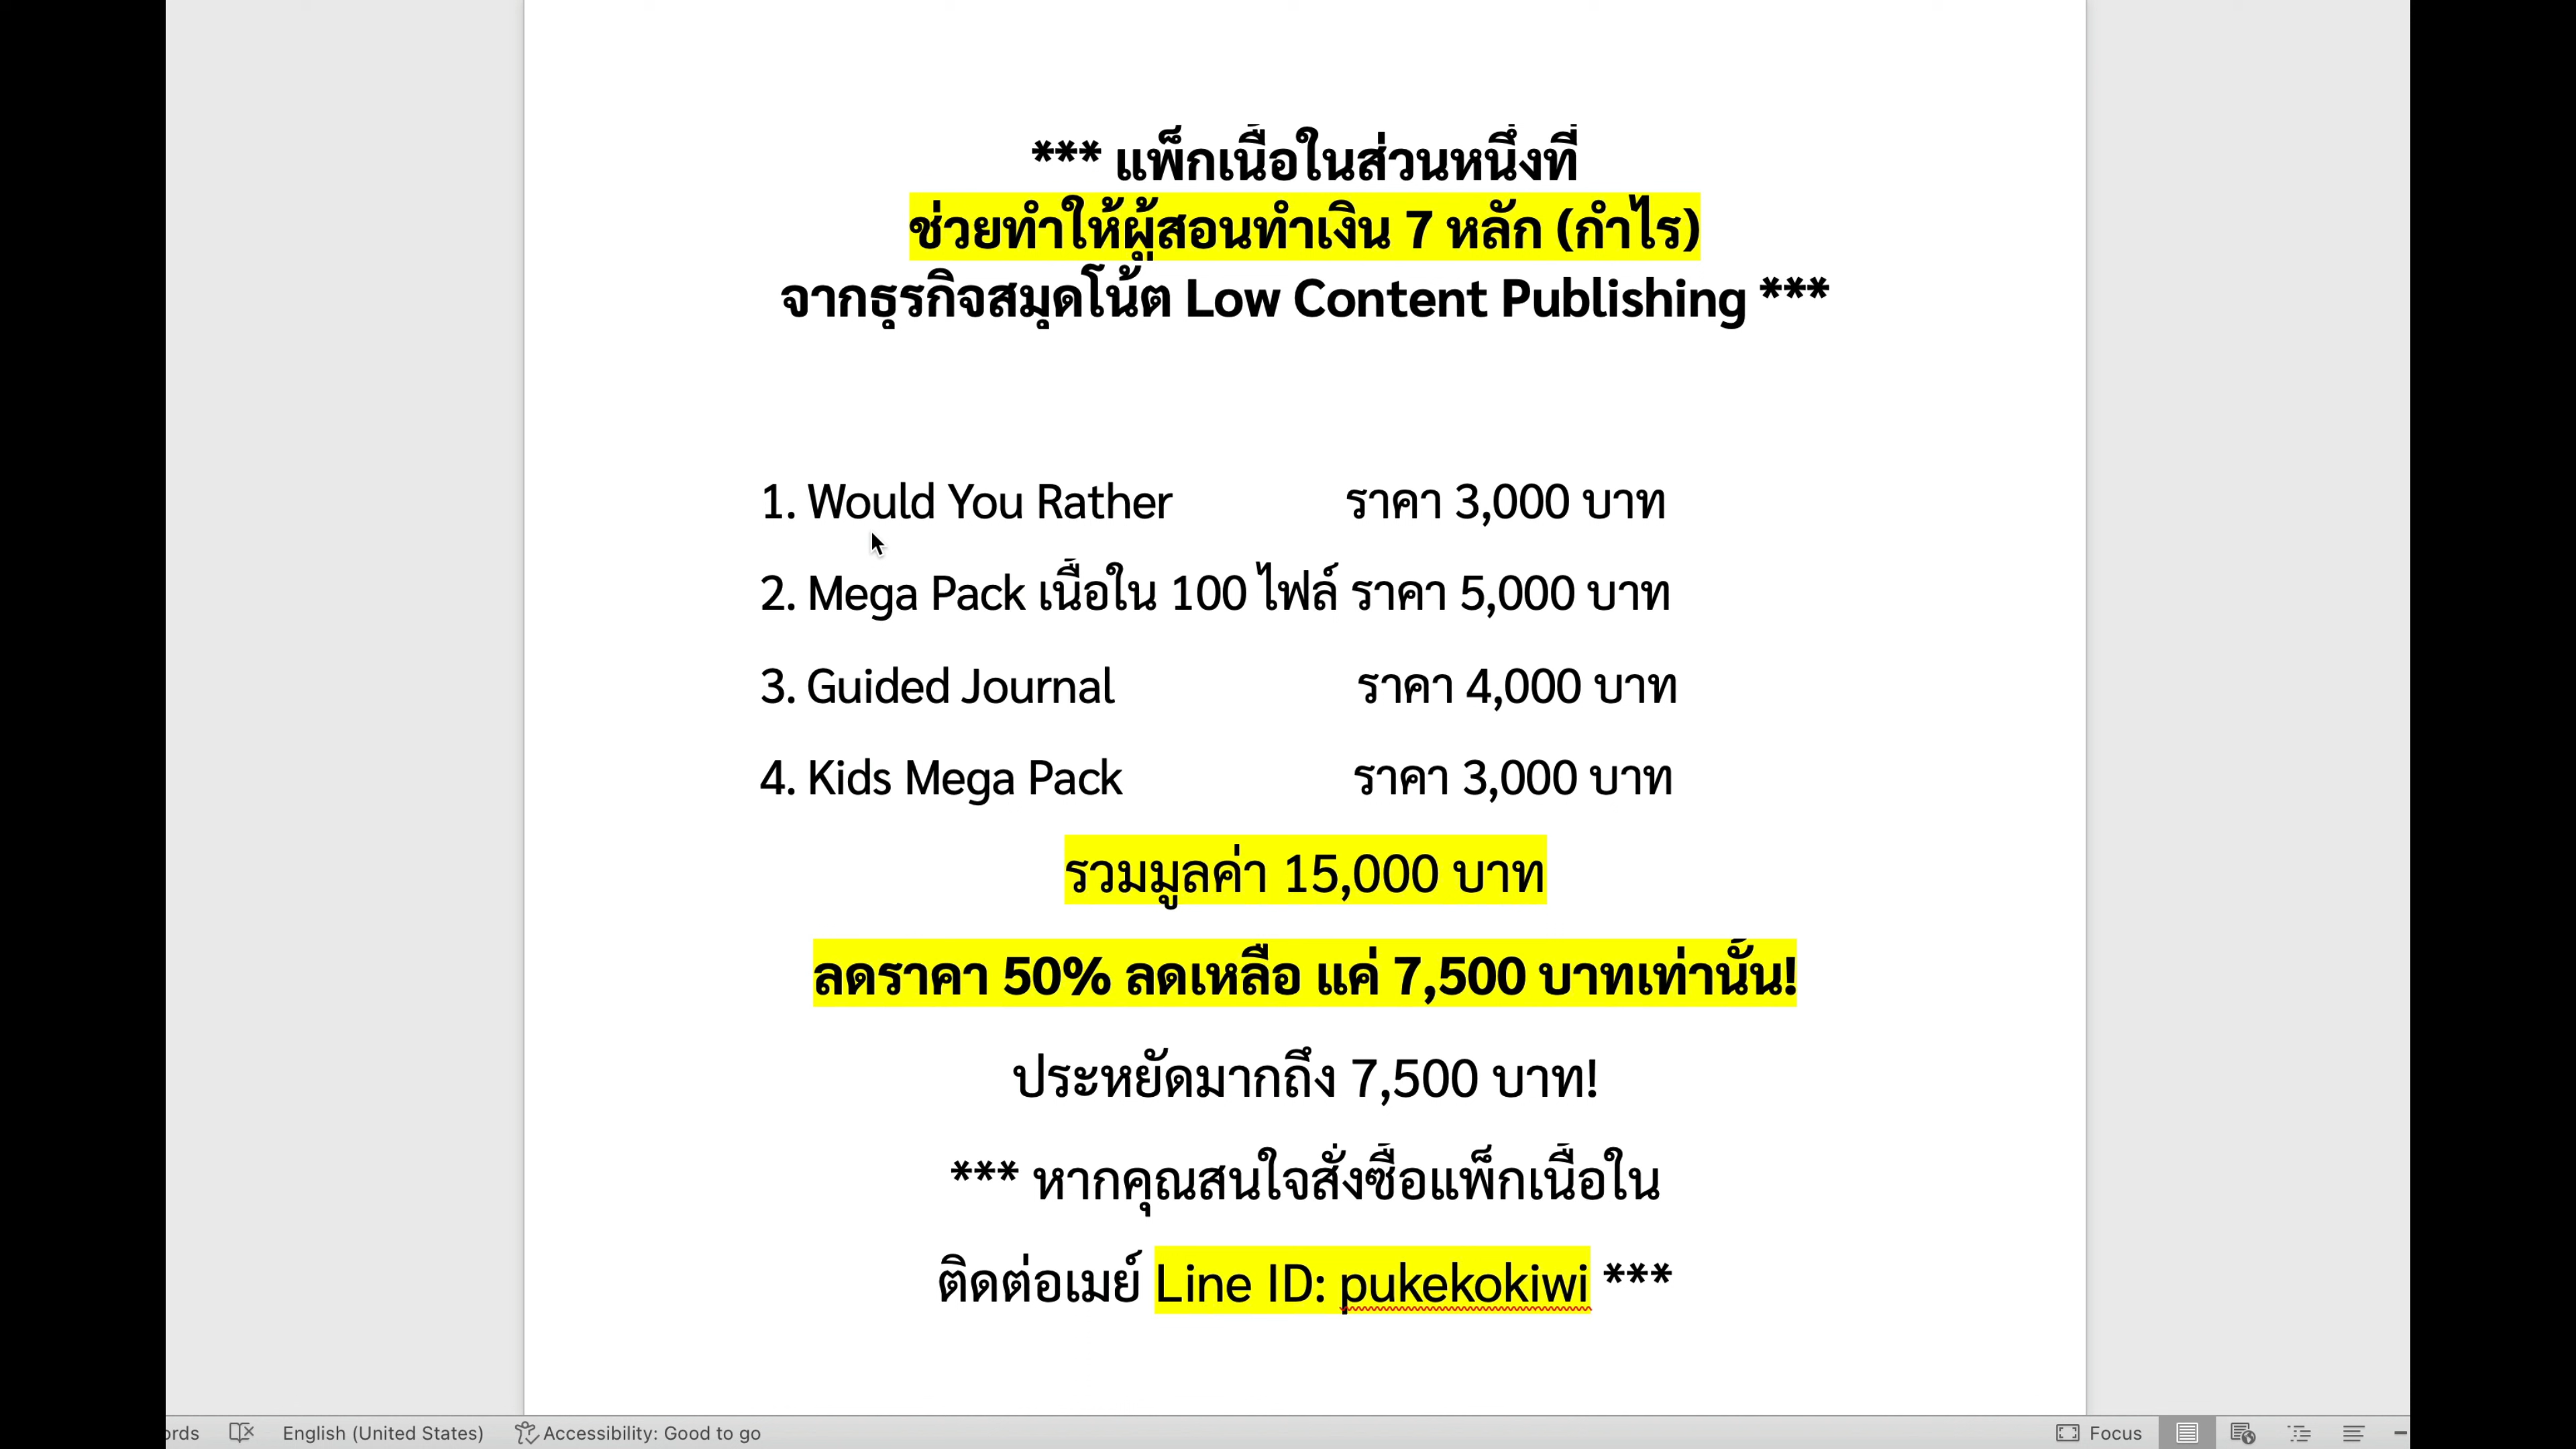 *** แพ็กเนื้อในส่วนหนึ่งที่
ช่วยทำให้ผู้สอนทำเงิน 7 หลัก (กำไร)
จากธุรกิจสมุดโน้ต Low Content Publishing ***
1. Would You Rather ราคา 3,000 บาท
2. Mega Pack เนื้อใน 100 ไฟล์ ราคา 5,000 บาท
3. Guided Journal ราคา 4,000 บาท
4. Kids Mega Pack ราคา 3,000 บาท
รวมมูลค่า 15,000 บาท
ลดราคา 50% ลดเหลือ แค่ 7,500 บาทเท่านั้น!
ประหยัดมากถึง 7,500 บาท!
*** หากคุณสนใจสั่งซื้อแพ็กเนื้อใน
ติดต่อเมย์ Line ID: pukekokiwi ***
ords English (United States) Accessibility: Good to go Focus